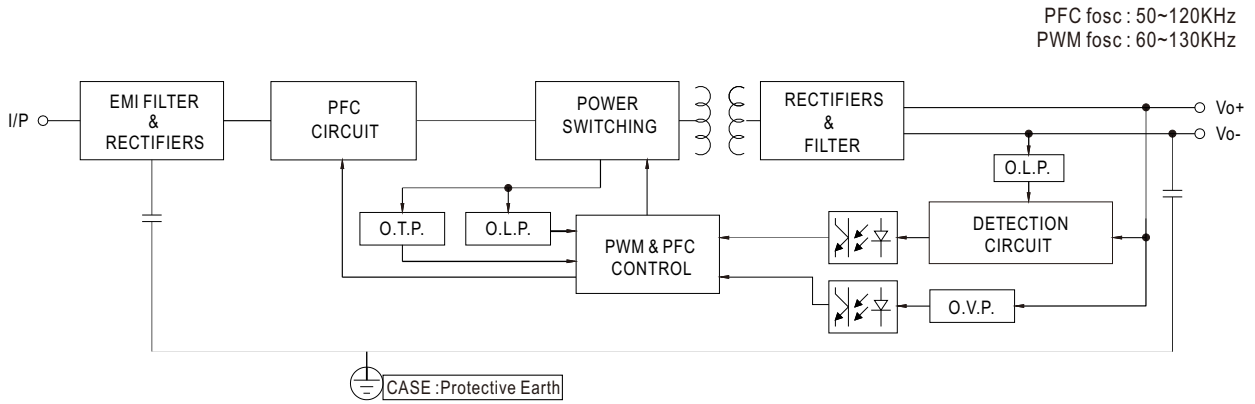 PFC fosc : 50~120KHz
PWM fosc : 60~130KHz
I/P
EMI FILTER
&
RECTIFIERS
PFC
CIRCUIT
POWER
SWITCHING
RECTIFIERS
&
FILTER
Vo+
Vo-
O.L.P.
O.T.P.
O.L.P.
PWM & PFC
CONTROL
DETECTION
CIRCUIT
O.V.P.
CASE :Protective Earth